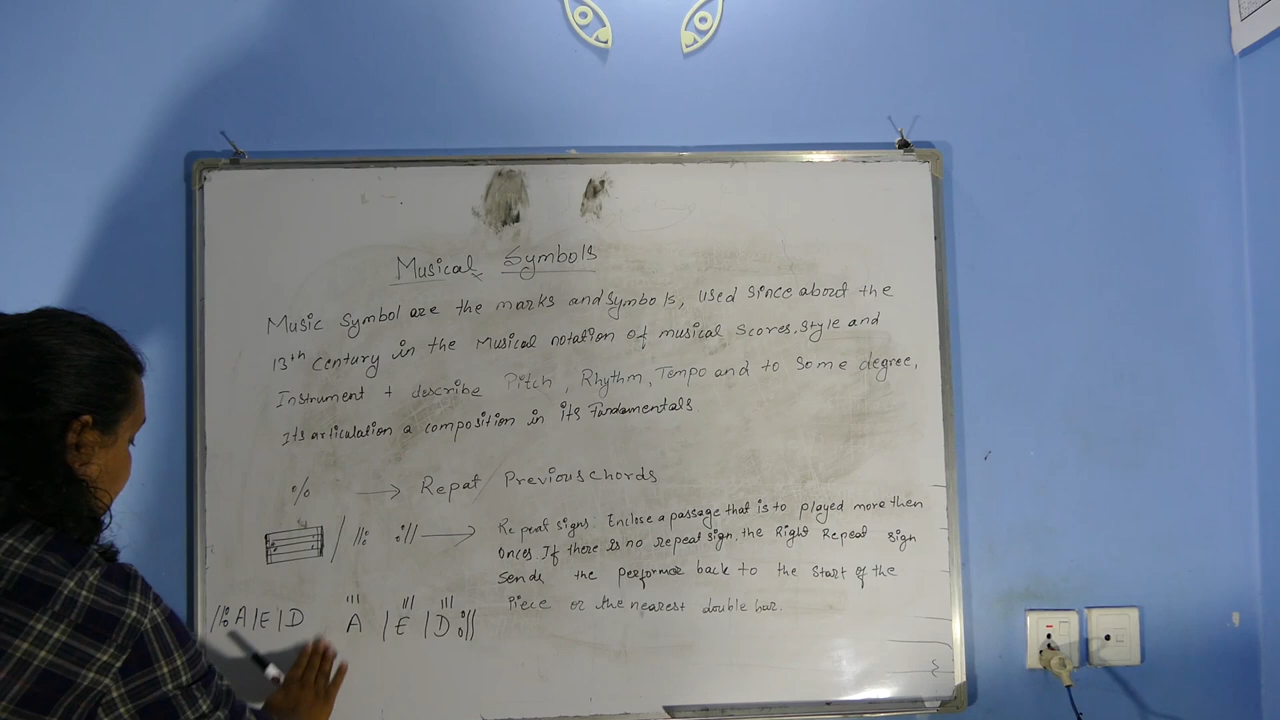 Musical Symbols
Music Symbol are the marks and symbols, used since about the
13th Century in the Musical notation of musical Scores, style and
Instrument + describe Pitch, Rhythm, Tempo and to Some degree,
Its articulation a composition in its Fundamentals.
% → Repat Previous chords
/ //: :// → Repeat signs: Enclose a passage that is to played more then
Onces. If there is no repeat sign, the Right Repeat sign
Sends the performer back to the start of the
Piece or the nearest double bar.
//: A / E / D A / E / D ://